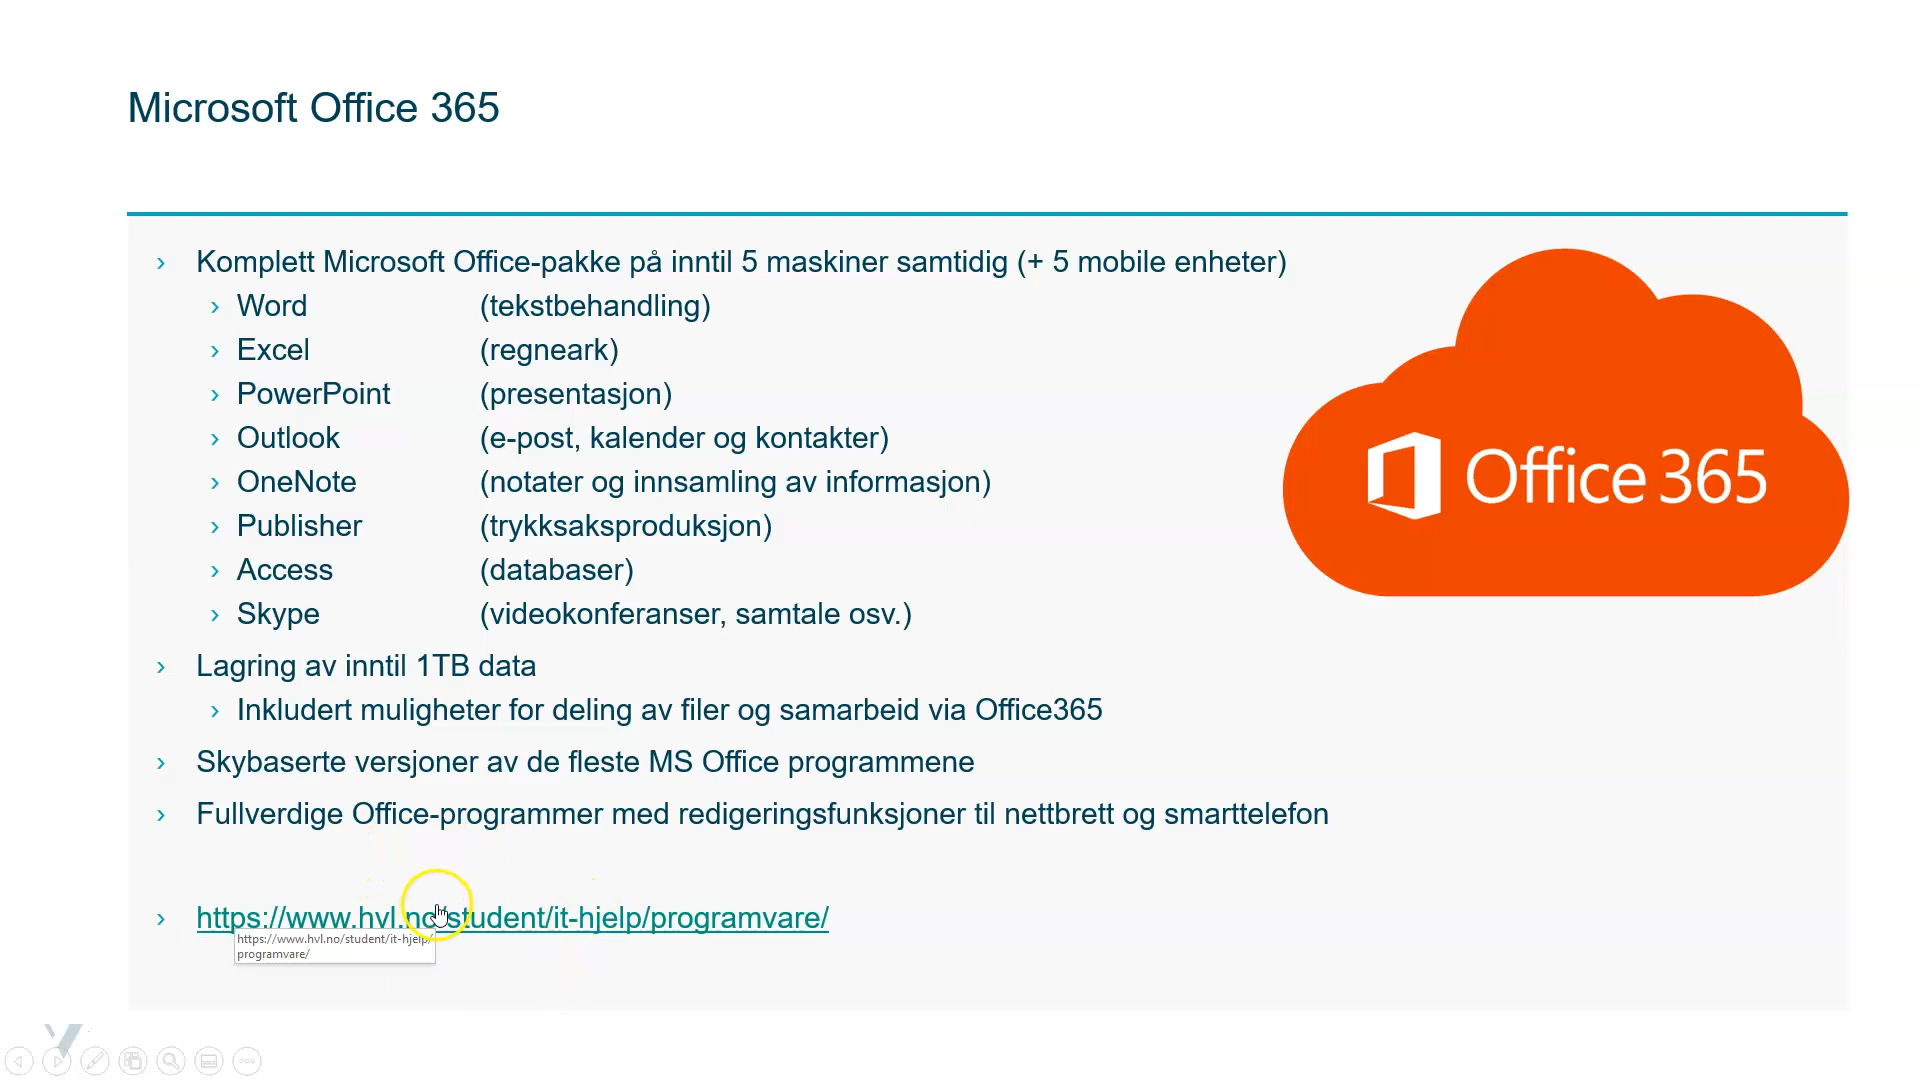 Microsoft Office 365
› Komplett Microsoft Office-pakke på inntil 5 maskiner samtidig (+ 5 mobile enheter)
› Word (tekstbehandling)
› Excel (regneark)
› PowerPoint (presentasjon)
› Outlook (e-post, kalender og kontakter)
› OneNote (notater og innsamling av informasjon)
› Publisher (trykksaksproduksjon)
› Access (databaser)
› Skype (videokonferanser, samtale osv.)
Office 365
› Lagring av inntil 1TB data
› Inkludert muligheter for deling av filer og samarbeid via Office365
› Skybaserte versjoner av de fleste MS Office programmene
› Fullverdige Office-programmer med redigeringsfunksjoner til nettbrett og smarttelefon
› https://www.hvl.no/student/it-hjelp/programvare/
https://www.hvl.no/student/it-hjelp/
programvare/